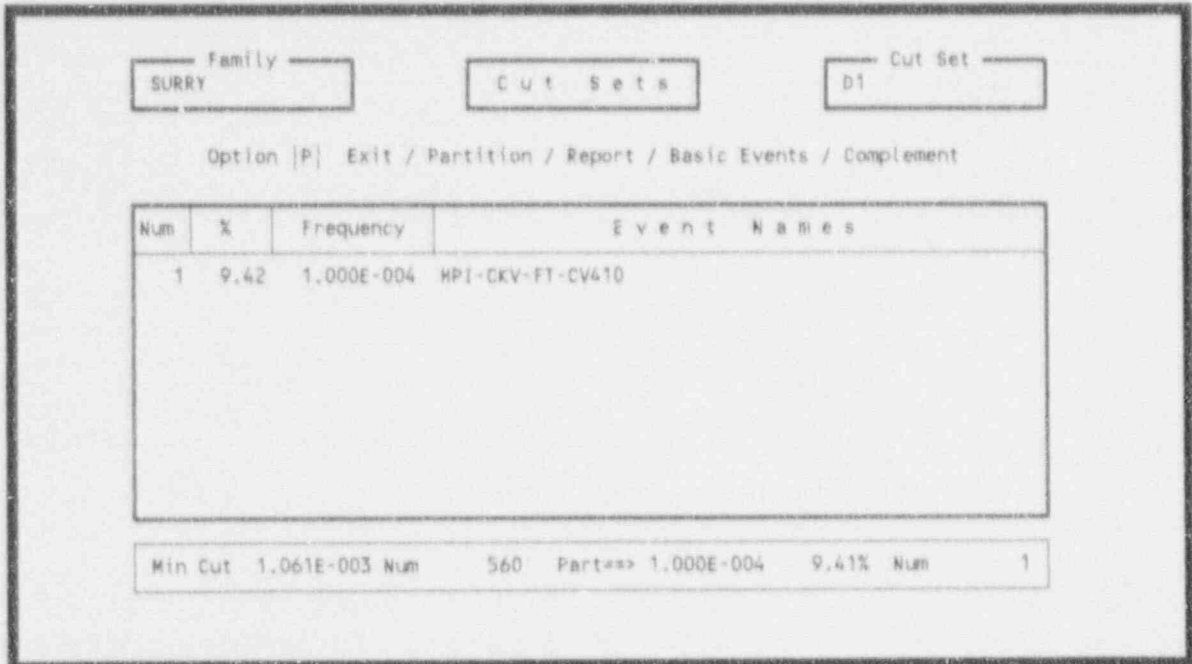 Family
SURRY
Cut Sets
Cut Set
D1
Option |P| Exit / Partition / Report / Basic Events / Complement
Num % Frequency Event Names
1 9.42 1.000E-004 HPI-CKV-FT-CV410
Min Cut 1.061E-003 Num 560 Part==> 1.000E-004 9.41% Num 1